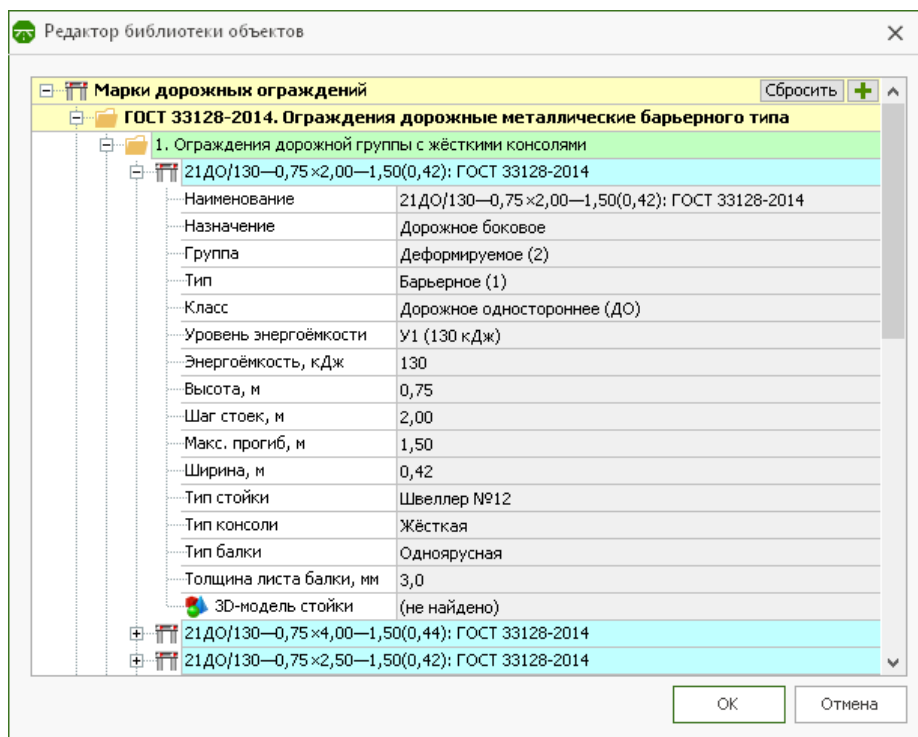 Редактор библиотеки объектов
Марки дорожных ограждений Сбросить
ГОСТ 33128-2014. Ограждения дорожные металлические барьерного типа
1. Ограждения дорожной группы с жёсткими консолями
21ДО/130—0,75×2,00—1,50(0,42): ГОСТ 33128-2014
Наименование 21ДО/130—0,75×2,00—1,50(0,42): ГОСТ 33128-2014
Назначение Дорожное боковое
Группа Деформируемое (2)
Тип Барьерное (1)
Класс Дорожное одностороннее (ДО)
Уровень энергоёмкости У1 (130 кДж)
Энергоёмкость, кДж 130
Высота, м 0,75
Шаг стоек, м 2,00
Макс. прогиб, м 1,50
Ширина, м 0,42
Тип стойки Швеллер №12
Тип консоли Жёсткая
Тип балки Одноярусная
Толщина листа балки, мм 3,0
3D-модель стойки (не найдено)
21ДО/130—0,75×4,00—1,50(0,44): ГОСТ 33128-2014
21ДО/130—0,75×2,50—1,50(0,42): ГОСТ 33128-2014
ОК Отмена